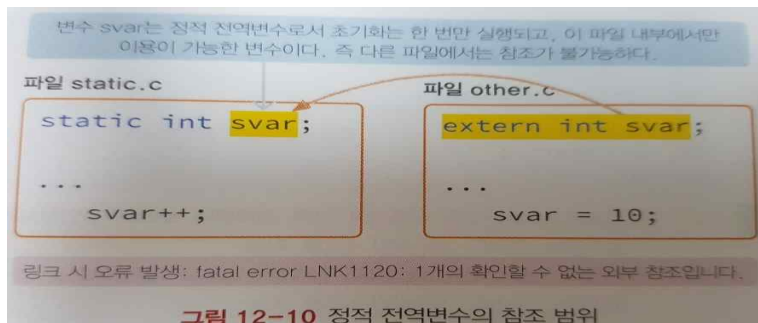 변수 svar는 정적 전역변수로서 초기화는 한 번만 실행되고, 이 파일 내부에서만
이용이 가능한 변수이다. 즉 다른 파일에서는 참조가 불가능하다.
파일 static.c
static int svar;
...
svar++;
파일 other.c
extern int svar;
...
svar = 10;
링크 시 오류 발생: fatal error LNK1120: 1개의 확인할 수 없는 외부 참조입니다.
그림 12-10 정적 전역변수의 참조 범위